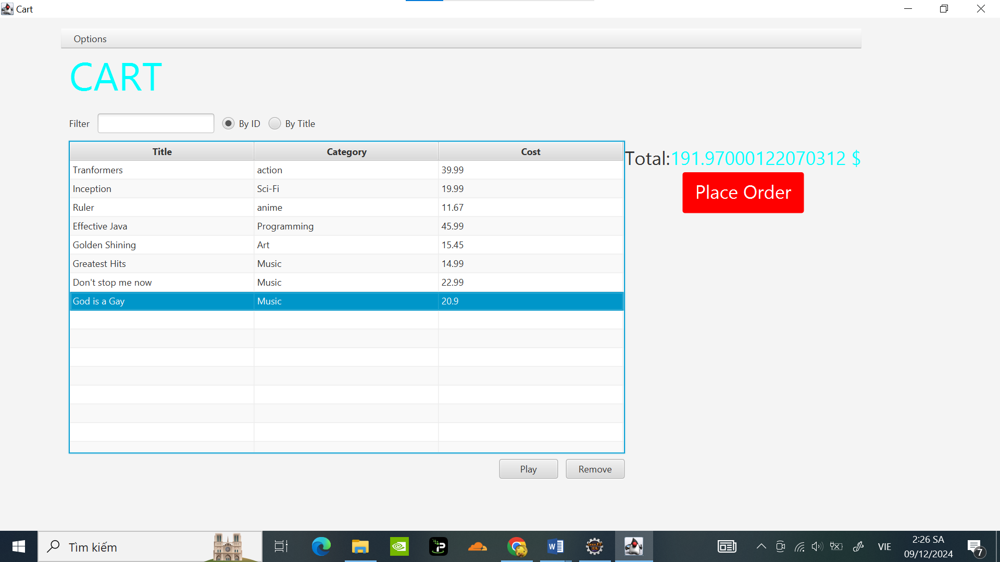 Cart
Options
CART
Filter By ID By Title
Title Category Cost
Tranformers action 39.99
Inception Sci-Fi 19.99
Ruler anime 11.67
Effective Java Programming 45.99
Golden Shining Art 15.45
Greatest Hits Music 14.99
Don't stop me now Music 22.99
God is a Gay Music 20.9
Total:191.97000122070312 $
Place Order
Play Remove
Tìm kiếm
VIE
2:26 SA
09/12/2024
7